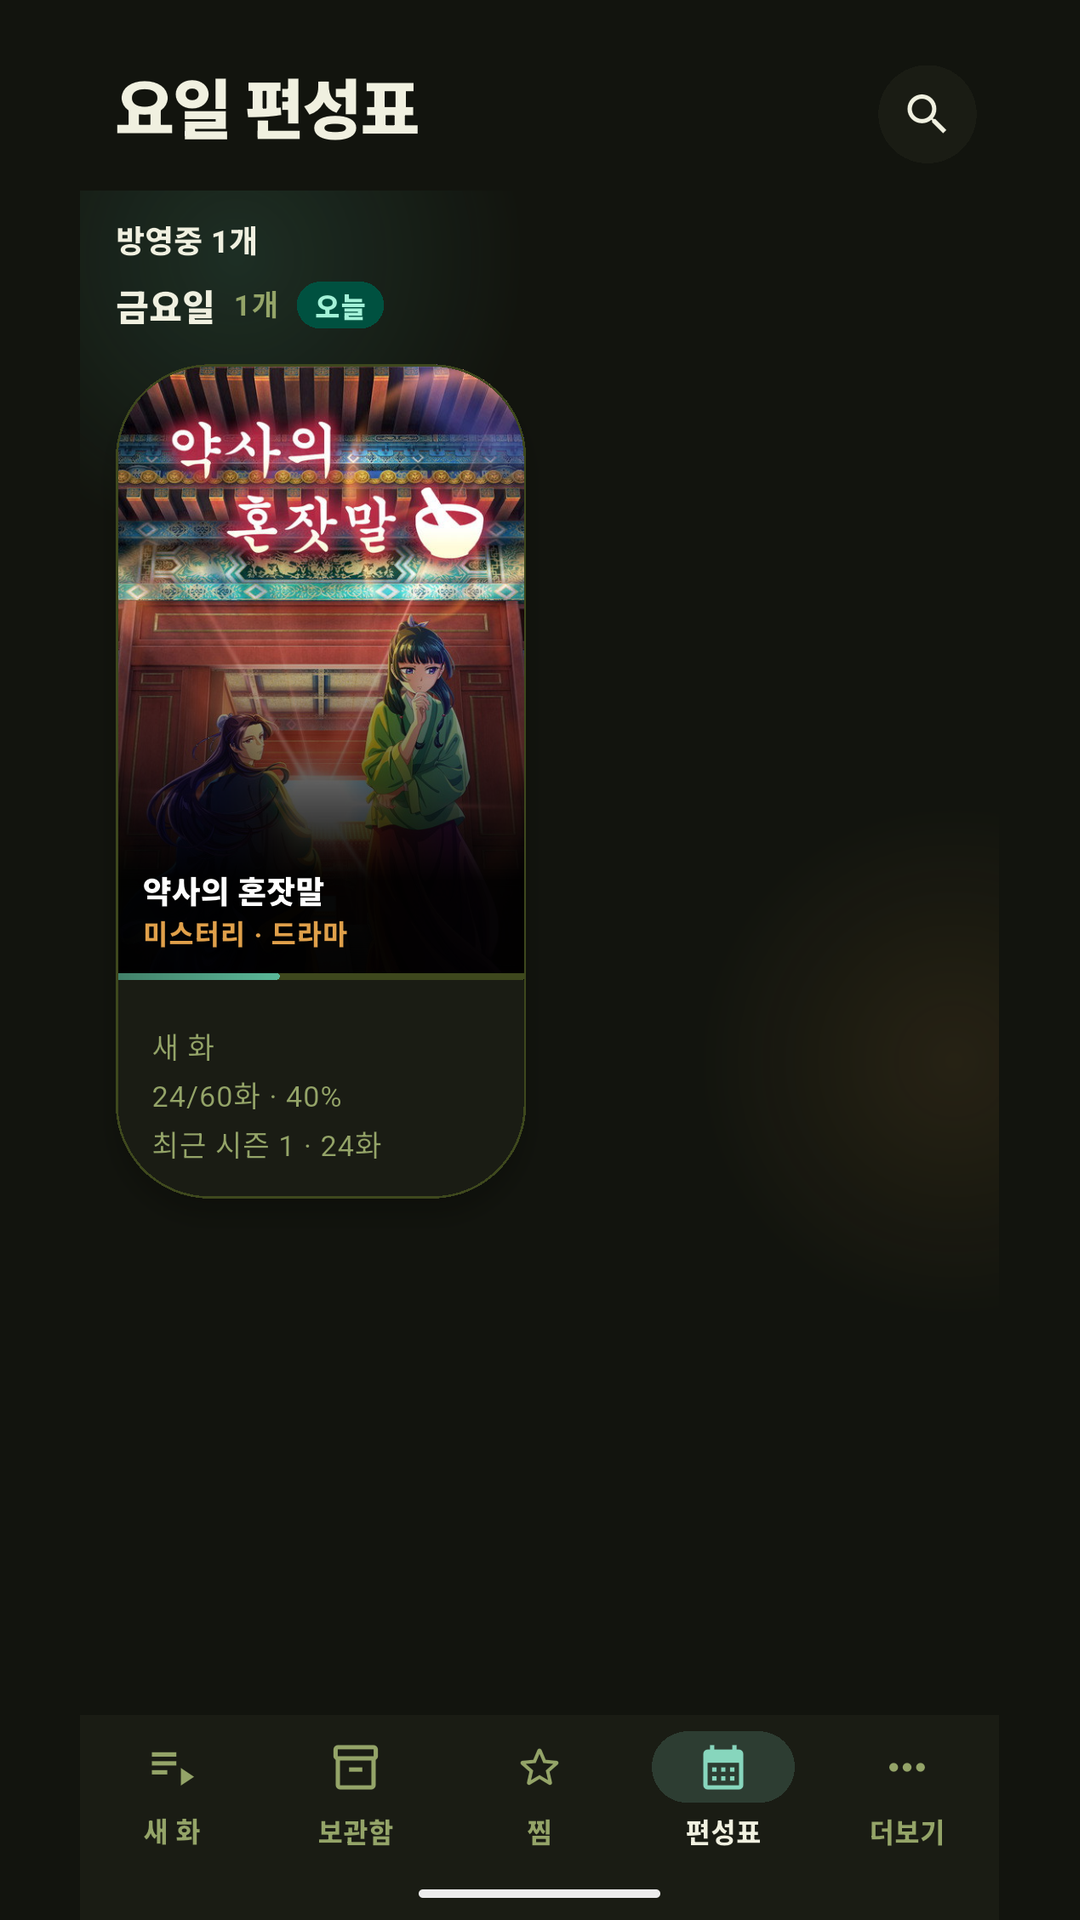 요일 편성표
방영중 1개
금요일 1개 오늘
약사의
혼잣말
약사의 혼잣말
미스터리 · 드라마
새 화
24/60화 · 40%
최근 시즌 1 · 24화
새 화 보관함 찜 편성표 더보기